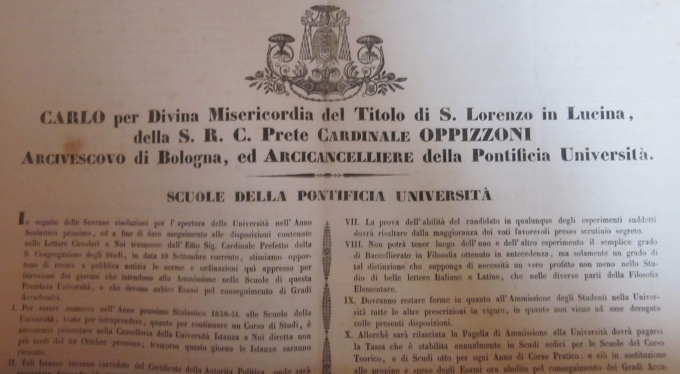 CARLO per Divina Misericordia del Titolo di S. Lorenzo in Lucina,
della S. R. C. Prete CARDINALE OPPIZZONI
ARCIVESCOVO di Bologna, ed ARCICANCELLIERE della Pontificia Università.
SCUOLE DELLA PONTIFICIA UNIVERSITÀ
In seguito delle Sovrane risoluzioni per l'apertura delle Università nell'Anno
Scolastico prossimo, ed a fine di dare eseguimento alle disposizioni contenute
nelle Lettere Circolari a Noi trasmesse dall'Emo Sig. Cardinale Prefetto della
S. Congregazione degli Studi, in data 10 Settembre corrente, stimiamo oppor-
tuno di recare a pubblica notizia le norme e ordinazioni quì appresso per
istruzione dei giovani che intendono alla Ammissione nelle Scuole di questa
Pontificia Università, e che devono subire Esami pel conseguimento di Gradi
Accademici.
I. Per essere ammesso nell'Anno prossimo Scolastico 1850-51. alle Scuole della
Università, tanto per intraprendere, quanto per continuare un Corso di Studi, è
necessario presentare nella Cancelleria della Università Istanza a Noi diretta non
più tardi del 26 Ottobre prossimo; trascorso questo giorno le Istanze saranno
ricusate.
II. Tali Istanze saranno corredate del Certificato della Autorità Politica, onde sarà
VII. La prova dell'abilità del candidato in qualunque degli esperimenti suddetti
dovrà risultare dalla maggioranza dei voti favorevoli presso scrutinio segreto.
VIII. Non potrà tener luogo dell'uno e dell'altro esperimento il semplice grado
di Baccellierato in Filosofia ottenuto in antecedenza, ma solamente un grado di
tal distinzione che supponga di necessità un vero profitto non meno nello Stu-
dio di belle lettere Italiane e Latine, che nelle diverse parti della Filosofia
Elementare.
IX. Dovranno restare ferme in quanto all'Ammissione degli Studenti nella Univer-
sità tutte le altre prescrizioni in vigore, in quanto non viene ad esse derogato
colle presenti disposizioni.
X. Allorchè sarà rilasciata la Pagella di Ammissione alla Università dovrà pagarsi
la Tassa che è stabilita annualmente in Scudi sedici per le Scuole del Corso
Teorico, e di Scudi otto per ogni Anno di Corso Pratico: e ciò in sostituzione
alle propine e spese degli Esami ora abolite pel conseguimento dei Gradi Acca-